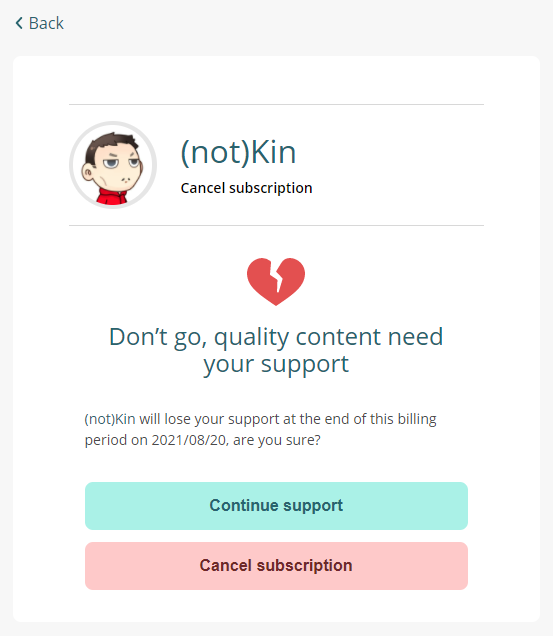 Back
(not)Kin
Cancel subscription
Don’t go, quality content need
your support
(not)Kin will lose your support at the end of this billing
period on 2021/08/20, are you sure?
Continue support
Cancel subscription